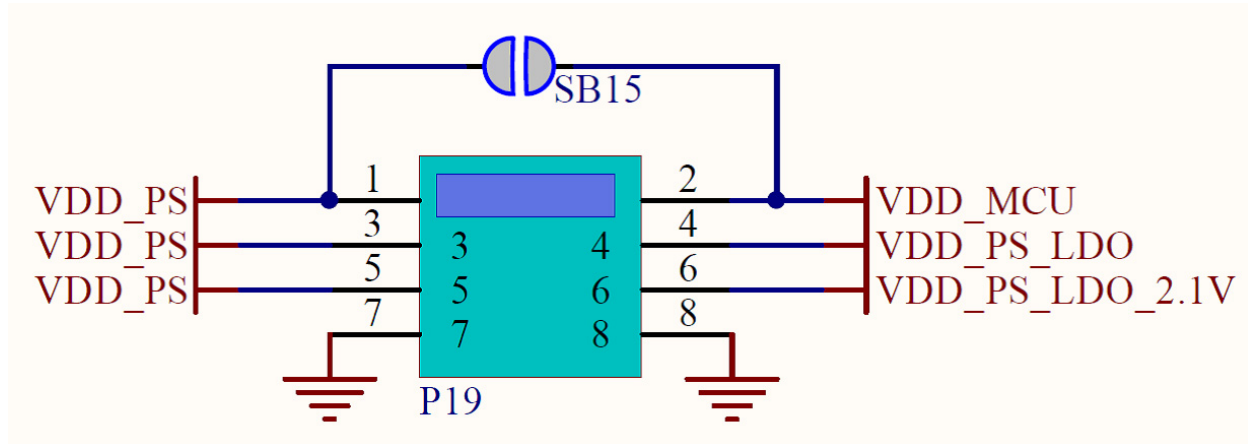 SB15
VDD_PS 1 2 VDD_MCU
VDD_PS 3 3 4 4 VDD_PS_LDO
VDD_PS 5 5 6 6 VDD_PS_LDO_2.1V
7 7 8 8
P19